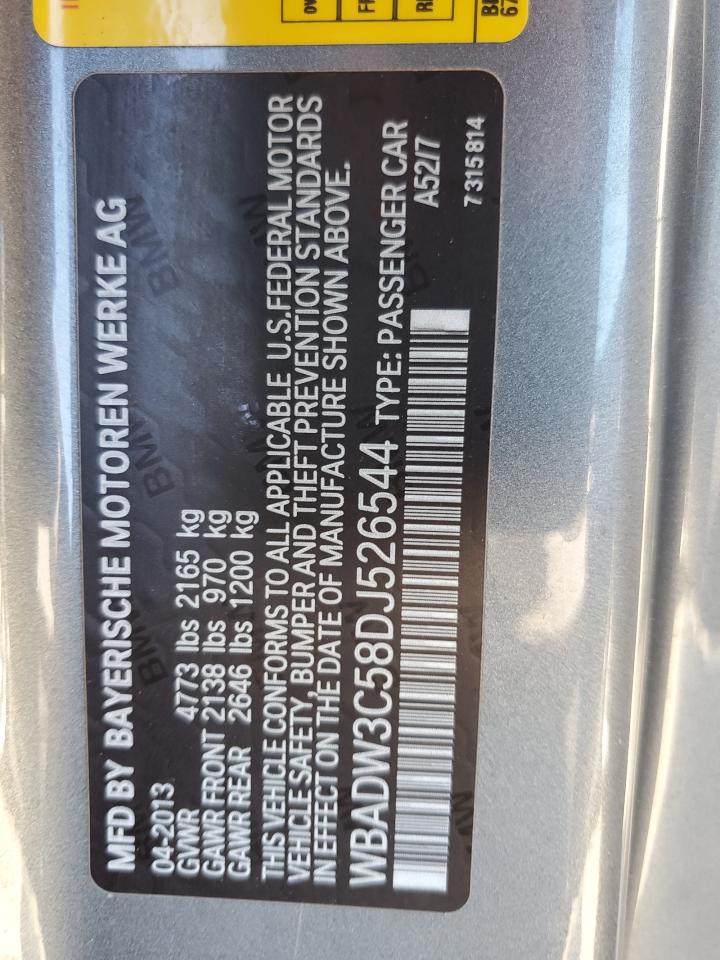 MFD BY BAYERISCHE MOTOREN WERKE AG
04-2013
GVWR 4773 lbs 2165 kg
GAWR FRONT 2138 lbs 970 kg
GAWR REAR 2646 lbs 1200 kg
THIS VEHICLE CONFORMS TO ALL APPLICABLE U.S.FEDERAL MOTOR
VEHICLE SAFETY, BUMPER AND THEFT PREVENTION STANDARDS
IN EFFECT ON THE DATE OF MANUFACTURE SHOWN ABOVE.
WBADW3C58DJ526544 TYPE: PASSENGER CAR
A52/7
7315814